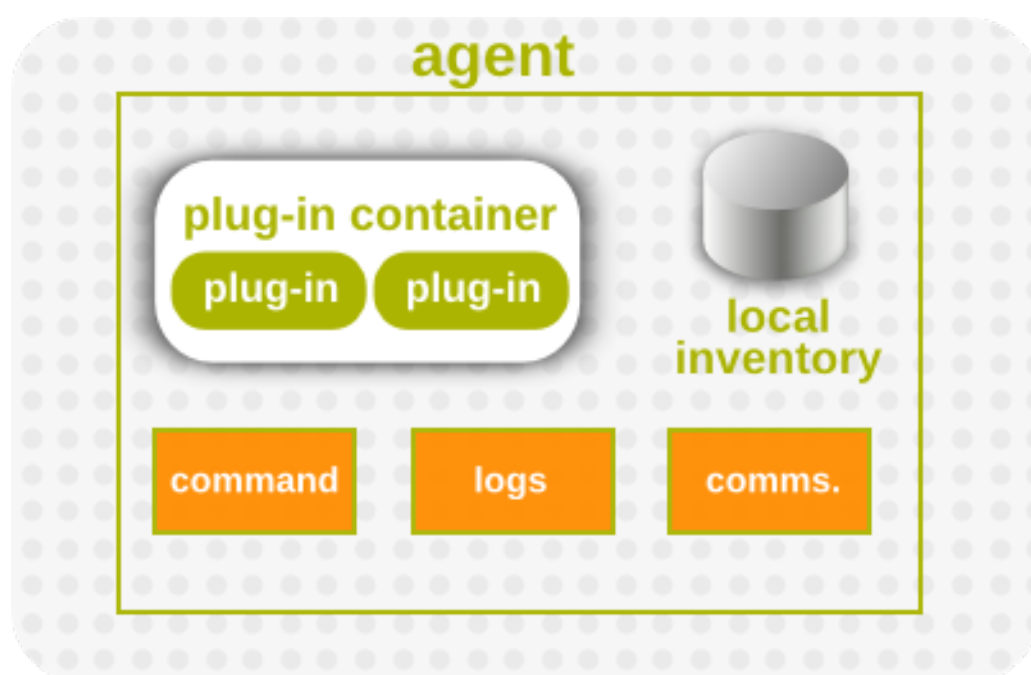 agent
plug-in container
plug-in plug-in
local
inventory
command logs comms.